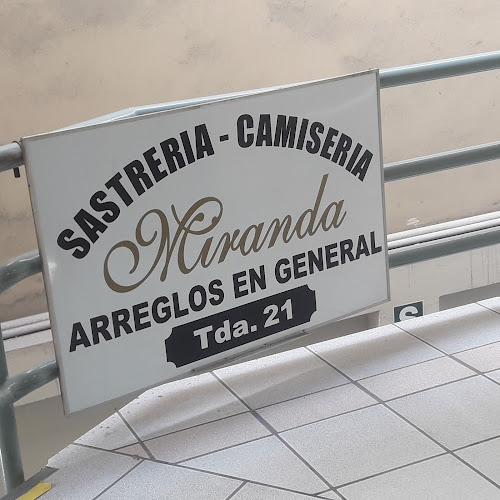 SASTRERIA - CAMISERIA
Miranda
ARREGLOS EN GENERAL
Tda. 21
S